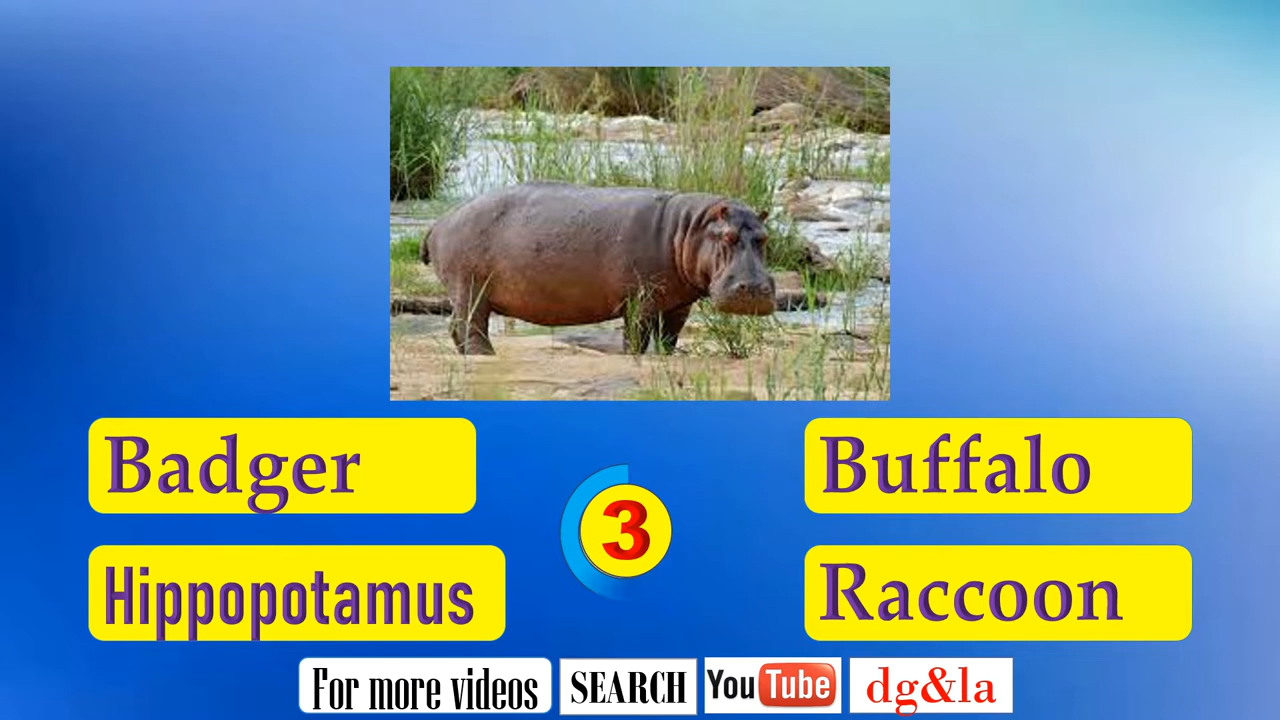 Badger
Buffalo
3
Hippopotamus
Raccoon
For more videos SEARCH YouTube dg&la